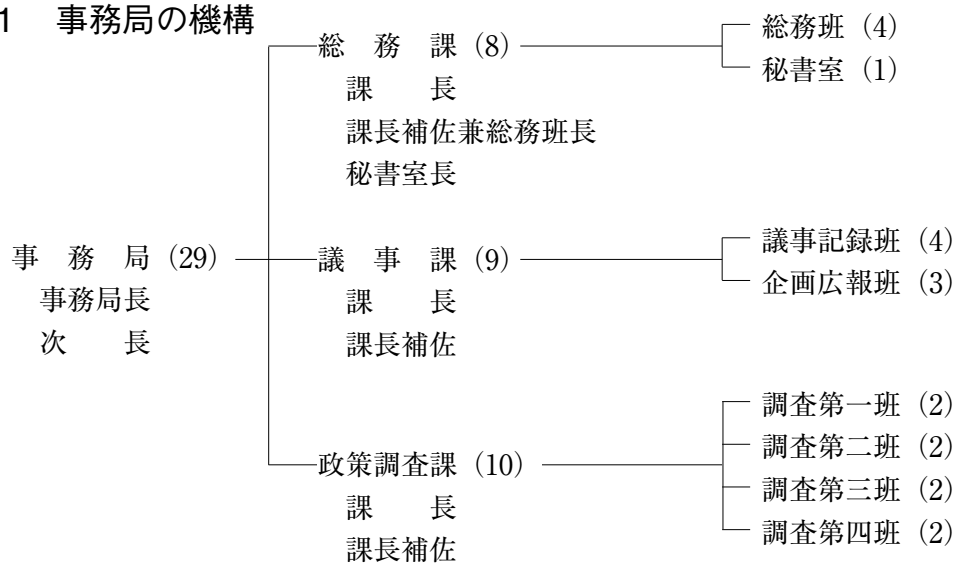 1 事務局の機構
事務局(29)
事務局長
次長
総務課(8)
課長
課長補佐兼総務班長
秘書室長
総務班(4)
秘書室(1)
議事課(9)
課長
課長補佐
議事記録班(4)
企画広報班(3)
政策調査課(10)
課長
課長補佐
調査第一班(2)
調査第二班(2)
調査第三班(2)
調査第四班(2)